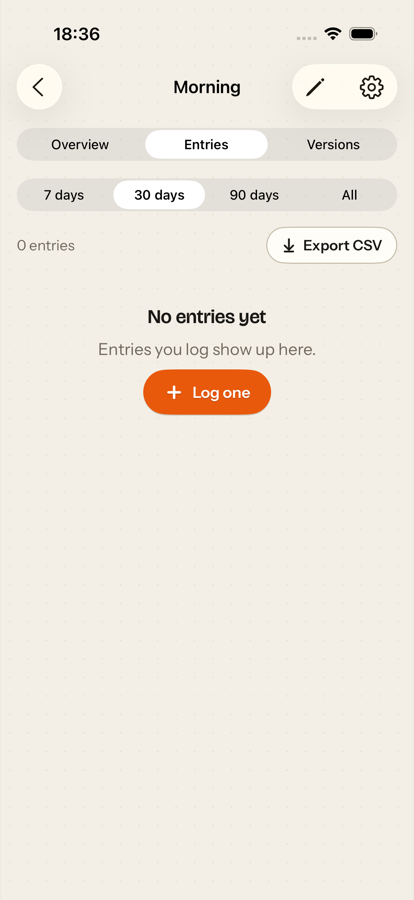 18:36
Morning
Overview Entries Versions
7 days 30 days 90 days All
0 entries Export CSV
No entries yet
Entries you log show up here.
Log one